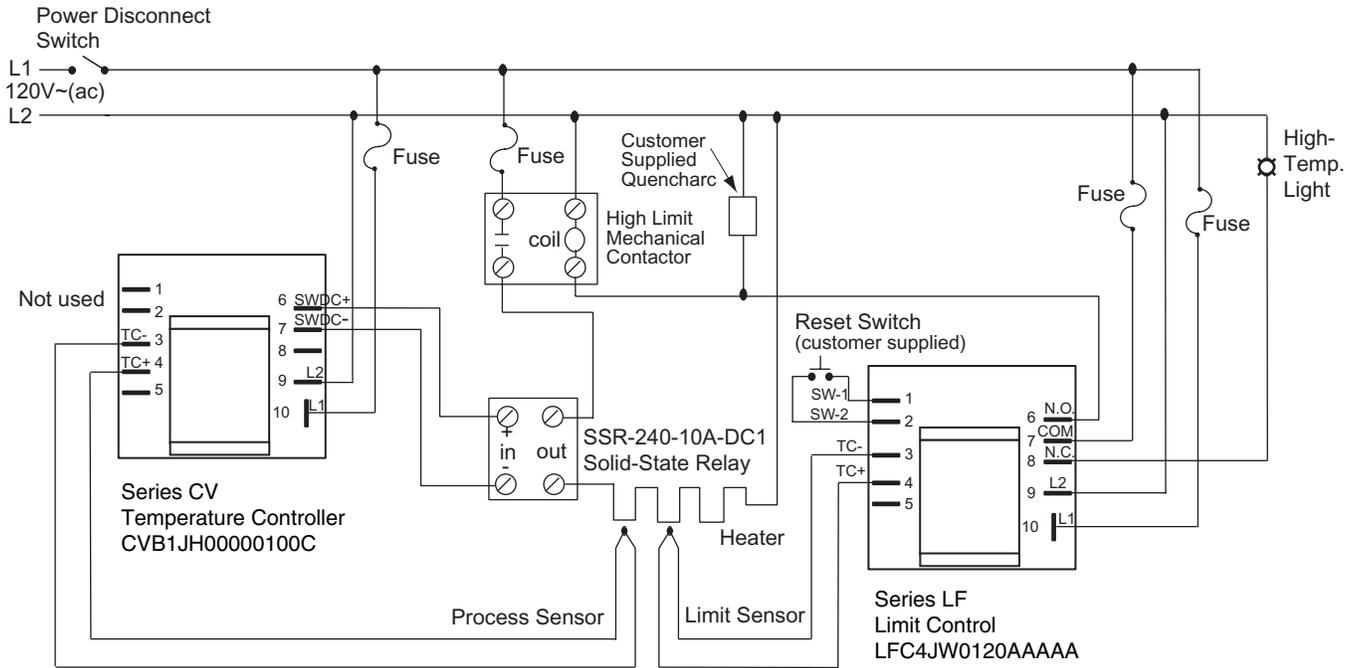 Power Disconnect
Switch
L1
120V~(ac)
L2
Fuse
Fuse
Customer
Supplied
Quencharc
High-
Temp.
Light
Fuse
Fuse
coil
High Limit
Mechanical
Contactor
Not used
1
2
TC- 3
TC+ 4
5
6 SWDC+
7 SWDC-
8
9 L2
10 L1
Reset Switch
(customer supplied)
SW-1 1
SW-2 2
TC- 3
TC+ 4
5
6 N.O.
7 COM
8 N.C.
9 L2
10 L1
+
in out
-
SSR-240-10A-DC1
Solid-State Relay
Heater
Series CV
Temperature Controller
CVB1JH00000100C
Process Sensor
Limit Sensor
Series LF
Limit Control
LFC4JW0120AAAAA